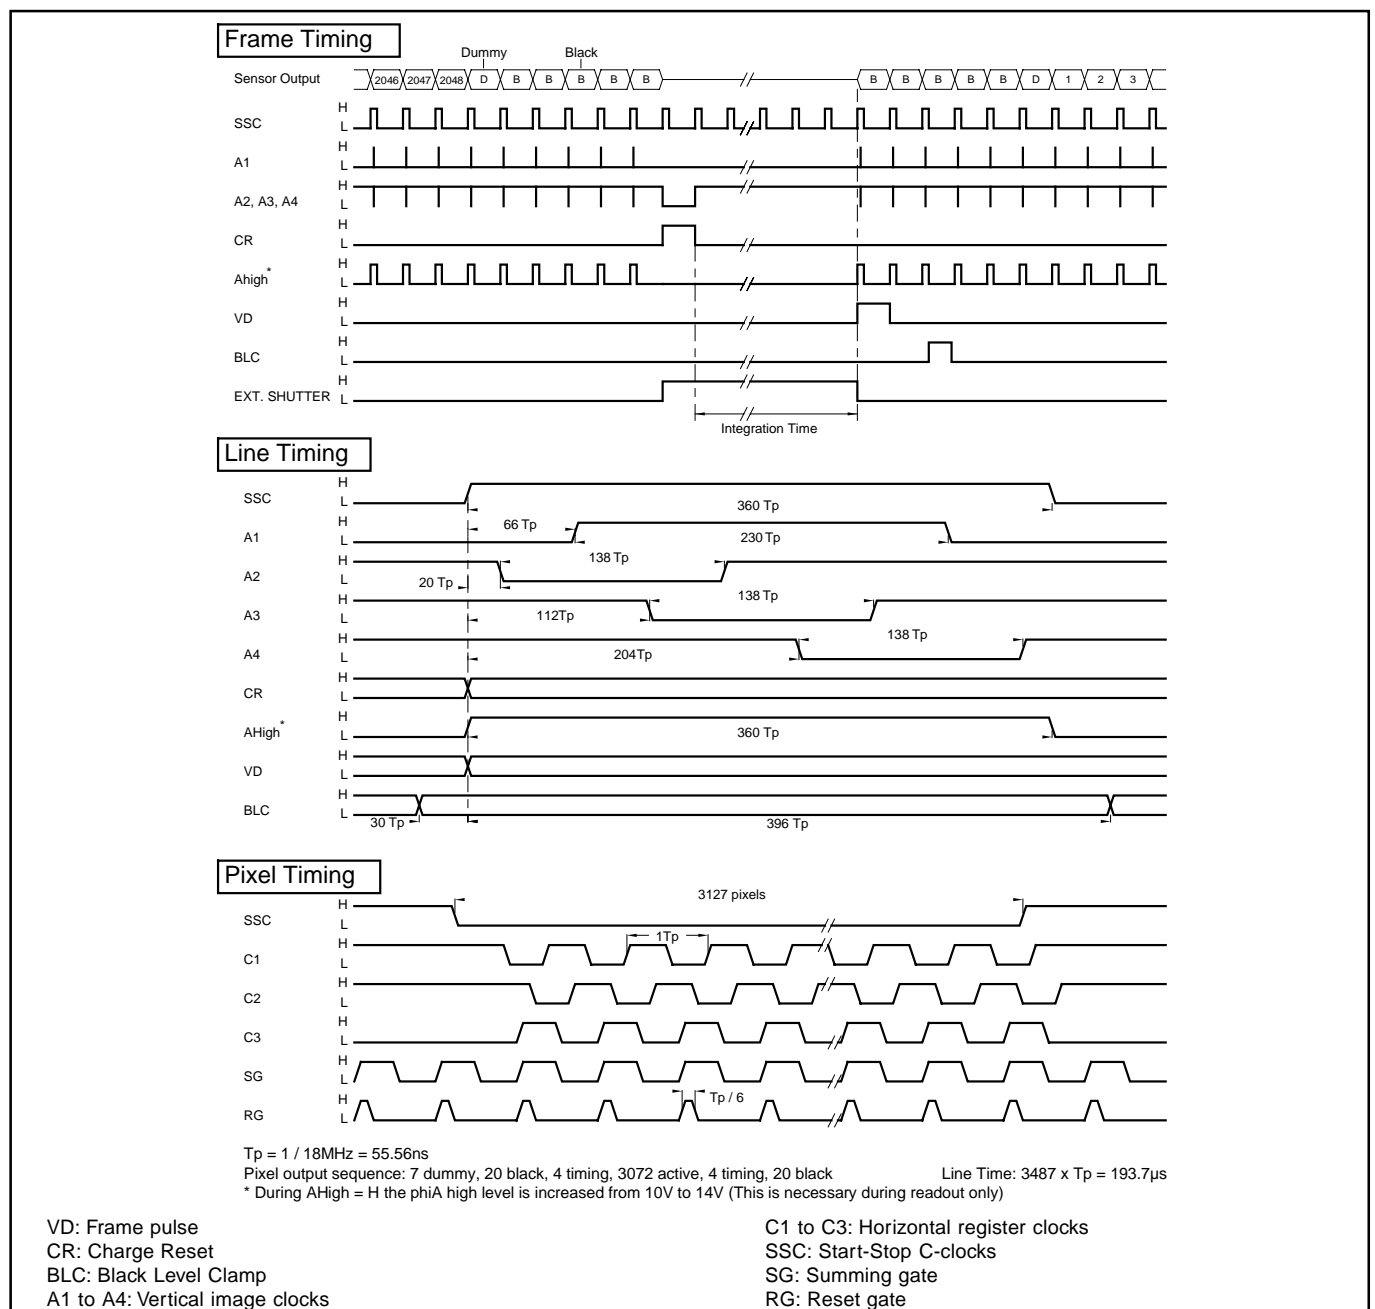 Frame Timing
Dummy Black
Sensor Output 2046 2047 2048 D B B B B B B B B B B D 1 2 3
SSC H L
A1 H L
A2, A3, A4 H L
CR H L
Ahigh* H L
VD H L
BLC H L
EXT. SHUTTER H L
Integration Time
Line Timing
SSC H L 360 Tp
A1 H L 66 Tp 230 Tp
A2 H L 20 Tp 138 Tp
A3 H L 112Tp 138 Tp
A4 H L 204Tp 138 Tp
CR H L
AHigh* H L 360 Tp
VD H L
BLC H L
30 Tp 396 Tp
Pixel Timing
SSC H L 3127 pixels
C1 H L 1Tp
C2 H L
C3 H L
SG H L
RG H L Tp / 6
Tp = 1 / 18MHz = 55.56ns
Pixel output sequence: 7 dummy, 20 black, 4 timing, 3072 active, 4 timing, 20 black Line Time: 3487 x Tp = 193.7µs
* During AHigh = H the phiA high level is increased from 10V to 14V (This is necessary during readout only)
VD: Frame pulse
CR: Charge Reset
BLC: Black Level Clamp
A1 to A4: Vertical image clocks
C1 to C3: Horizontal register clocks
SSC: Start-Stop C-clocks
SG: Summing gate
RG: Reset gate